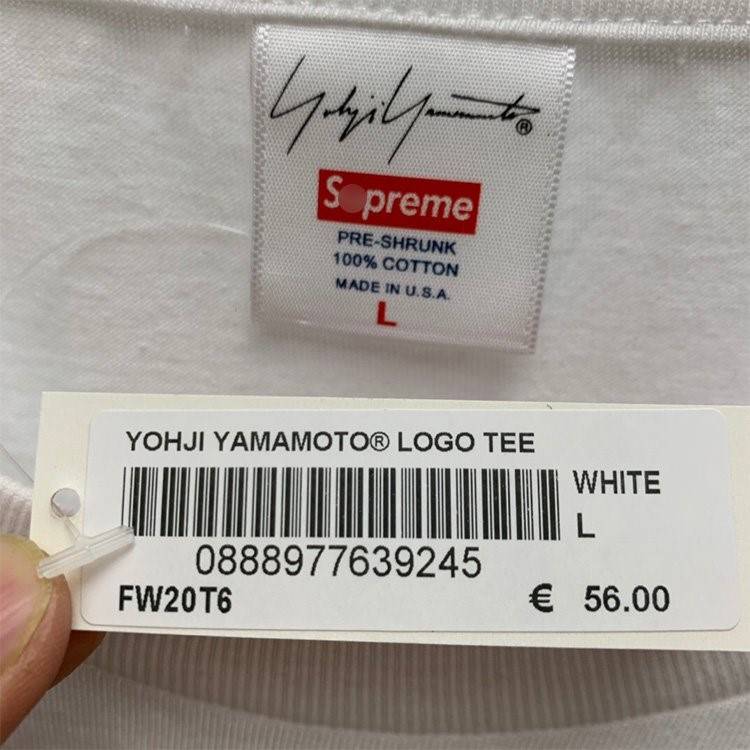 Yohji Yamamoto®
Supreme
PRE-SHRUNK
100% COTTON
MADE IN U.S.A.
L
YOHJI YAMAMOTO® LOGO TEE
WHITE
L
0888977639245
FW20T6
€ 56.00